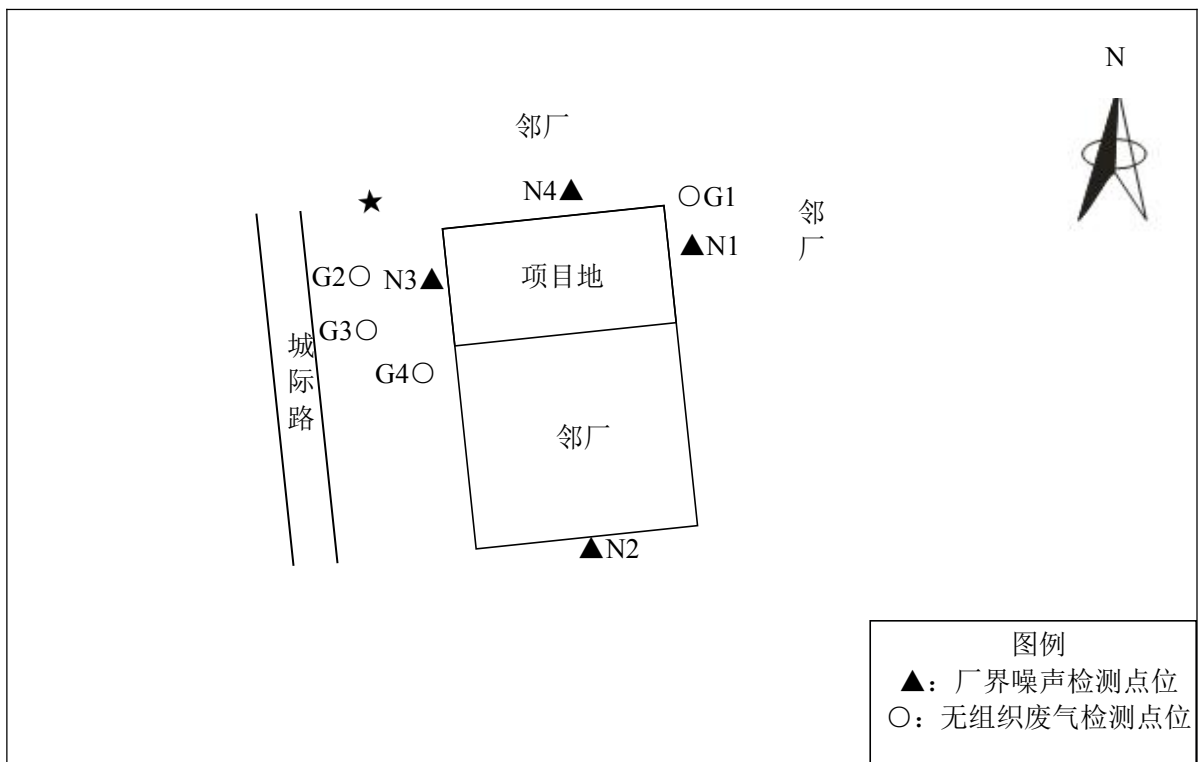 N
邻厂
N4▲
○G1
邻厂
▲N1
★
G2○
N3▲
项目地
G3○
城际路
G4○
邻厂
▲N2
图例
▲：厂界噪声检测点位
○：无组织废气检测点位